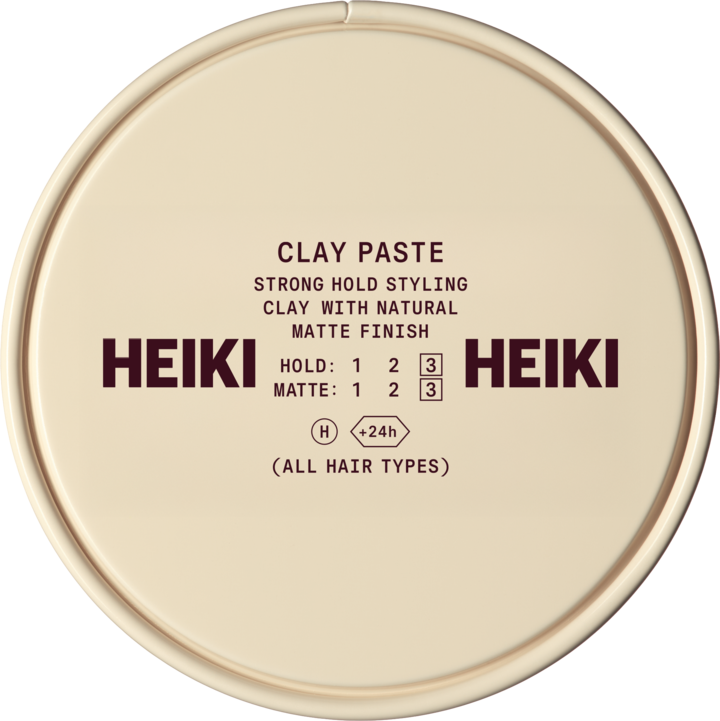 CLAY PASTE
STRONG HOLD STYLING
CLAY WITH NATURAL
MATTE FINISH
HEIKI
HOLD: 1 2 3
MATTE: 1 2 3
HEIKI
H +24h
(ALL HAIR TYPES)